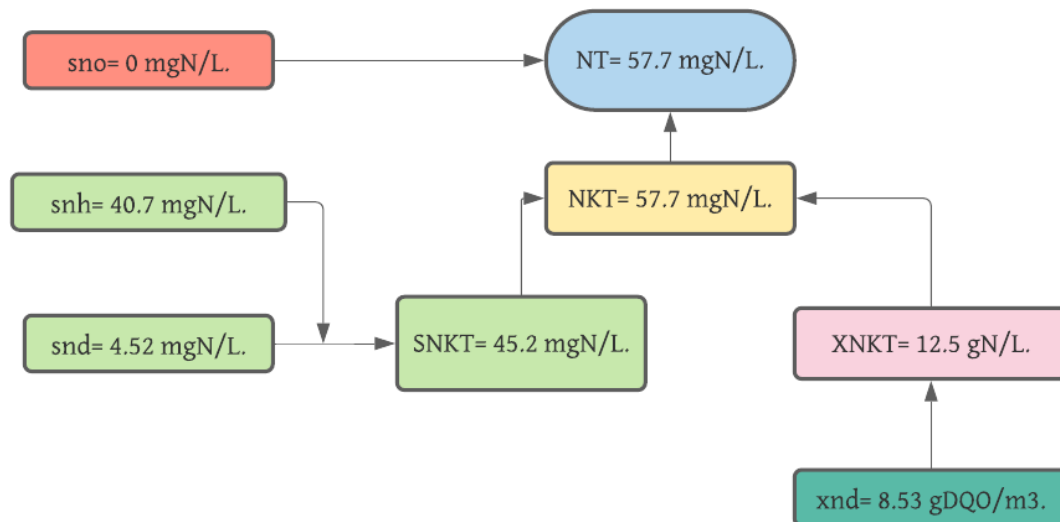 sno= 0 mgN/L.
NT= 57.7 mgN/L.
snh= 40.7 mgN/L.
NKT= 57.7 mgN/L.
snd= 4.52 mgN/L.
SNKT= 45.2 mgN/L.
XNKT= 12.5 gN/L.
xnd= 8.53 gDQO/m3.